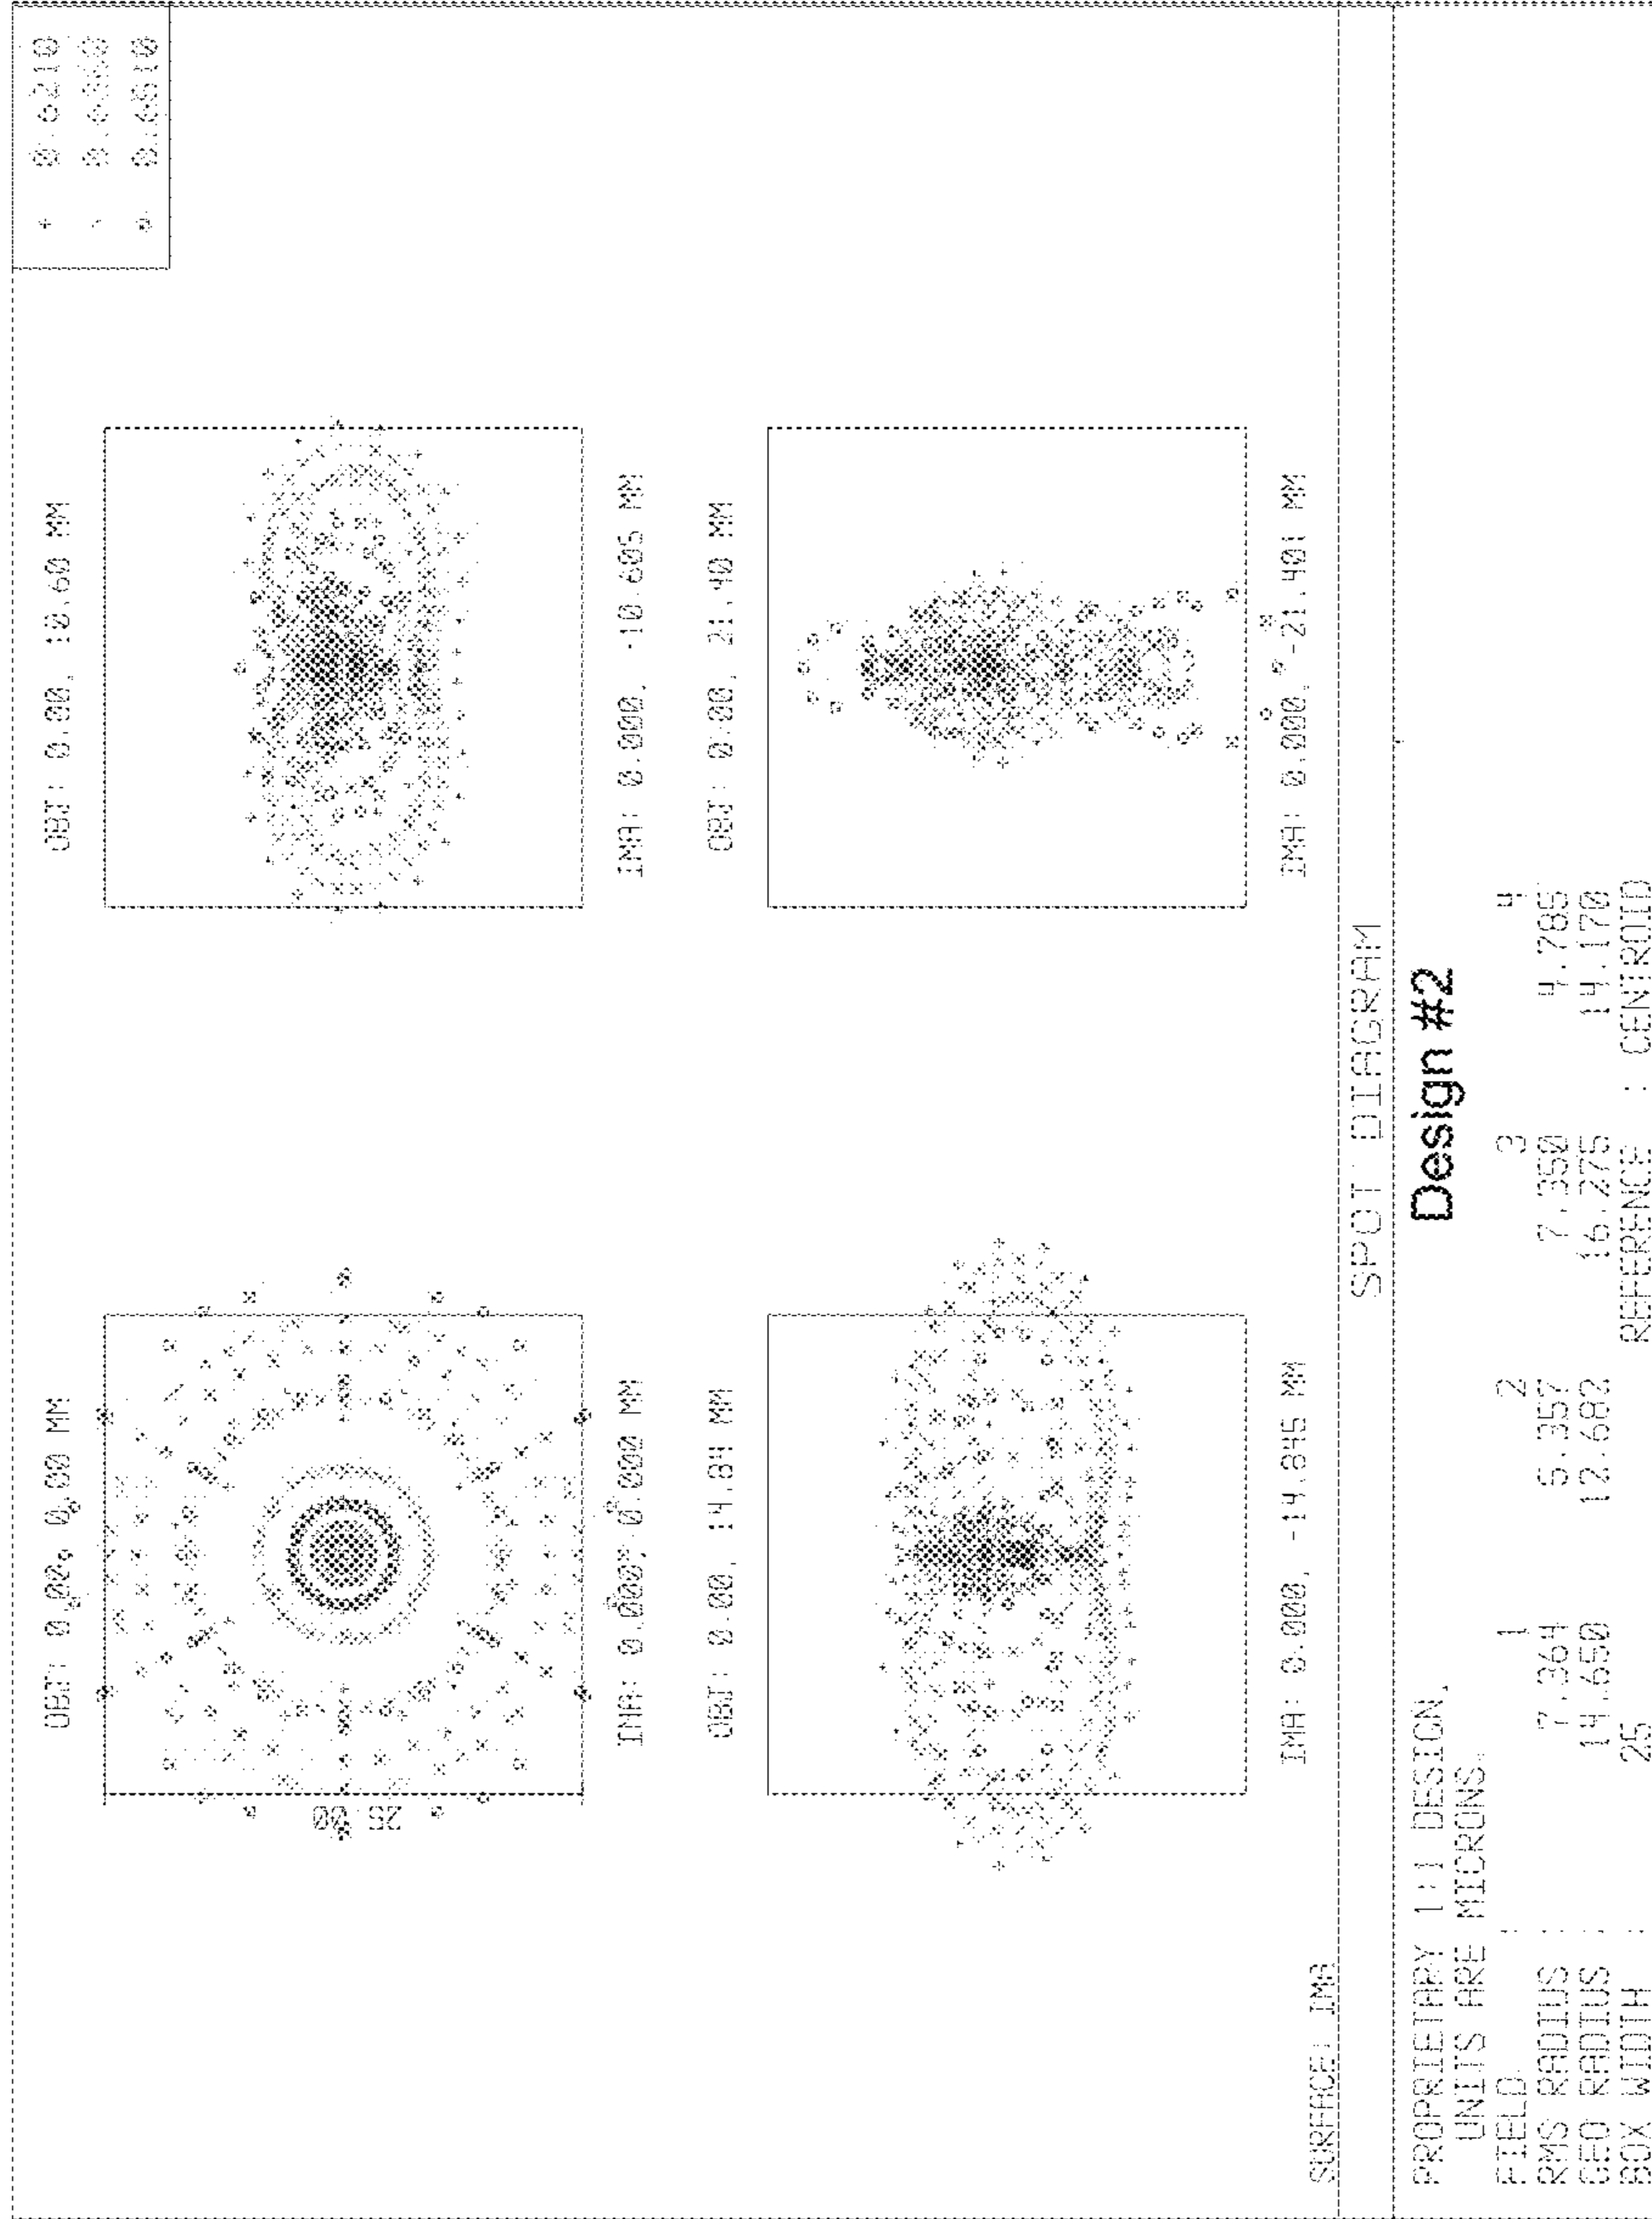 + 0.6210
0.6360
0.6510
OBJ: 0.00, 0.00 MM
OBJ: 0.00, 10.60 MM
25.00
IMA: 0.000, 0.000 MM
IMA: 0.000, -10.605 MM
OBJ: 0.00, 14.84 MM
OBJ: 0.00, 21.40 MM
IMA: 0.000, -14.845 MM
IMA: 0.000, -21.401 MM
SURFACE: IMA
SPOT DIAGRAM
Design #2
PROPRIETARY 1:1 DESIGN.
UNITS ARE MICRONS.
FIELD : 1 2 3 4
RMS RADIUS : 7.364 5.357 7.350 4.785
GEO RADIUS : 14.650 12.682 16.275 14.170
BOX WIDTH : 25 REFERENCE : CENTROID